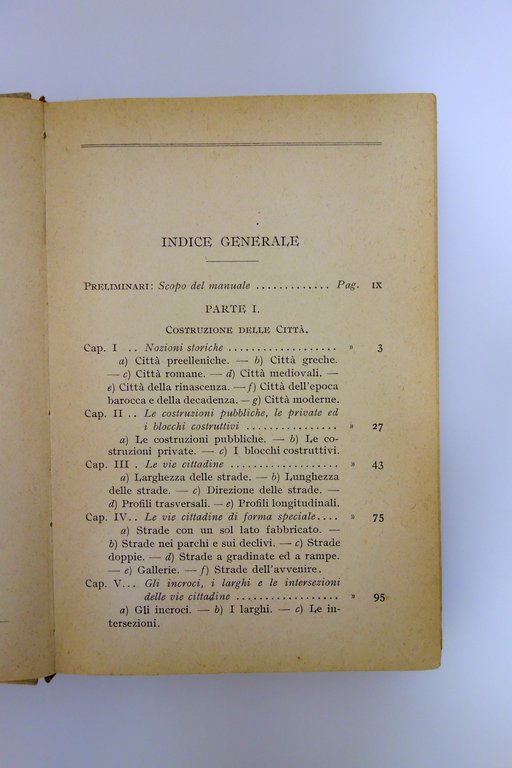 INDICE GENERALE
PRELIMINARI: Scopo del manuale ............. Pag. IX
PARTE I.
COSTRUZIONE DELLE CITTÀ.
Cap. I .. Nozioni storiche .................. » 3
a) Città preelleniche. — b) Città greche.
— c) Città romane. — d) Città mediovali. —
e) Città della rinascenza. — f) Città dell'epoca
barocca e della decadenza. — g) Città moderne.
Cap. II .. Le costruzioni pubbliche, le private ed
i blocchi costruttivi ................ » 27
a) Le costruzioni pubbliche. — b) Le co-
struzioni private. — c) I blocchi costruttivi.
Cap. III . Le vie cittadine .................. » 43
a) Larghezza delle strade. — b) Lunghezza
delle strade. — c) Direzione delle strade. —
d) Profili trasversali. — e) Profili longitudinali.
Cap. IV.. Le vie cittadine di forma speciale.... » 75
a) Strade con un sol lato fabbricato. —
b) Strade nei parchi e sui declivi. — c) Strade
doppie. — d) Strade a gradinate ed a rampe.
— e) Gallerie. — f) Strade dell'avvenire.
Cap. V... Gli incroci, i larghi e le intersezioni
delle vie cittadine .................. » 95
a) Gli incroci. — b) I larghi. — c) Le in-
tersezioni.